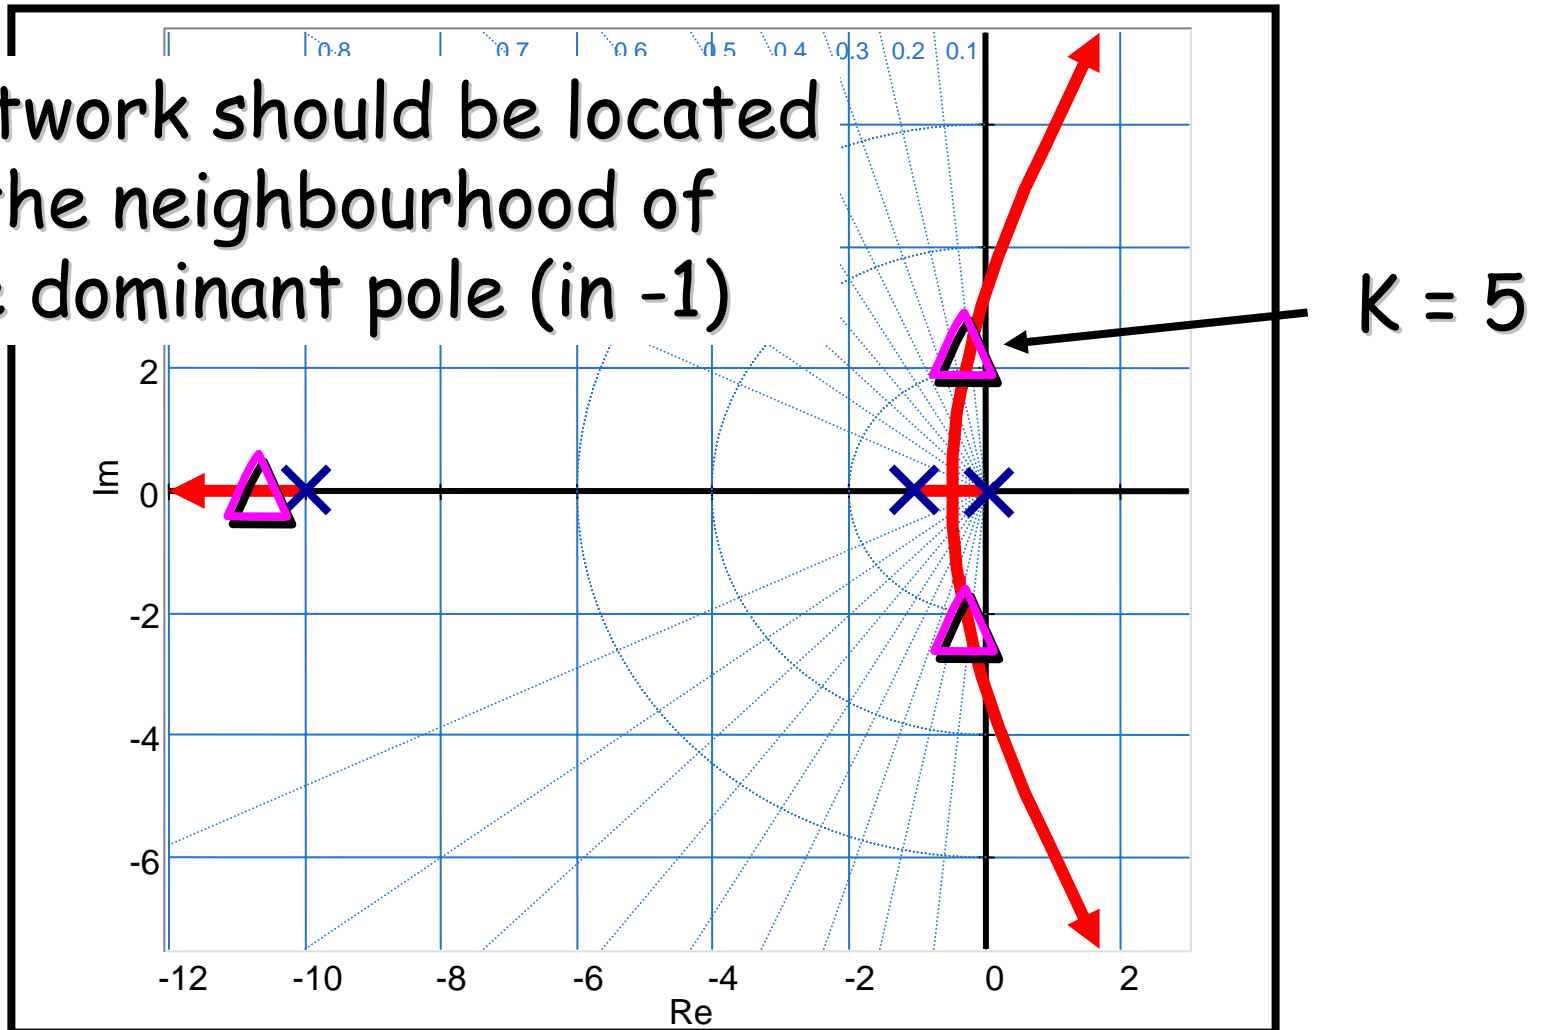 0.8 0.7 0.6 0.5 0.4 0.3 0.2 0.1
twork should be located
the neighbourhood of
e dominant pole (in -1)
K = 5
2
0
-2
-4
-6
Im
-12 -10 -8 -6 -4 -2 0 2
Re